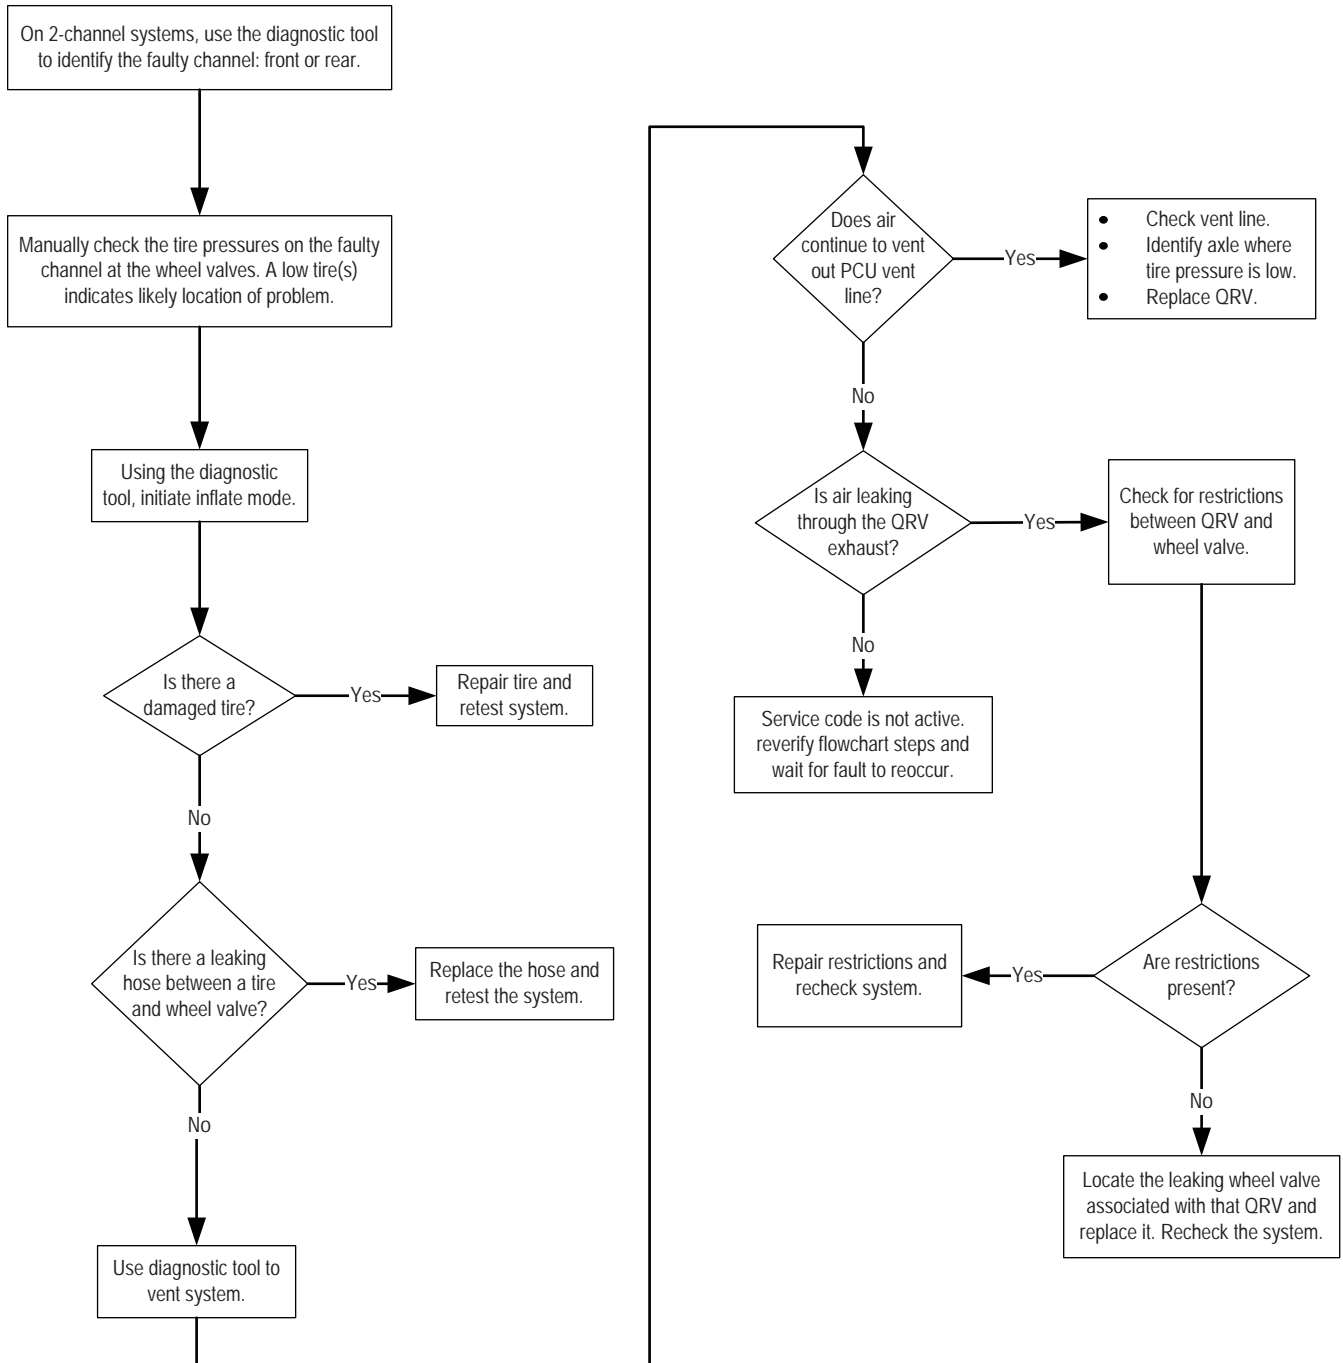 On 2-channel systems, use the diagnostic tool
to identify the faulty channel: front or rear.
Manually check the tire pressures on the faulty
channel at the wheel valves. A low tire(s)
indicates likely location of problem.
Using the diagnostic
tool, initiate inflate mode.
Is there a
damaged tire?
Yes
Repair tire and
retest system.
No
Is there a leaking
hose between a tire
and wheel valve?
Yes
Replace the hose and
retest the system.
No
Use diagnostic tool to
vent system.
Does air
continue to vent
out PCU vent
line?
Yes
• Check vent line.
• Identify axle where
tire pressure is low.
• Replace QRV.
No
Is air leaking
through the QRV
exhaust?
Yes
Check for restrictions
between QRV and
wheel valve.
No
Service code is not active.
reverify flowchart steps and
wait for fault to reoccur.
Are restrictions
present?
Yes
Repair restrictions and
recheck system.
No
Locate the leaking wheel valve
associated with that QRV and
replace it. Recheck the system.